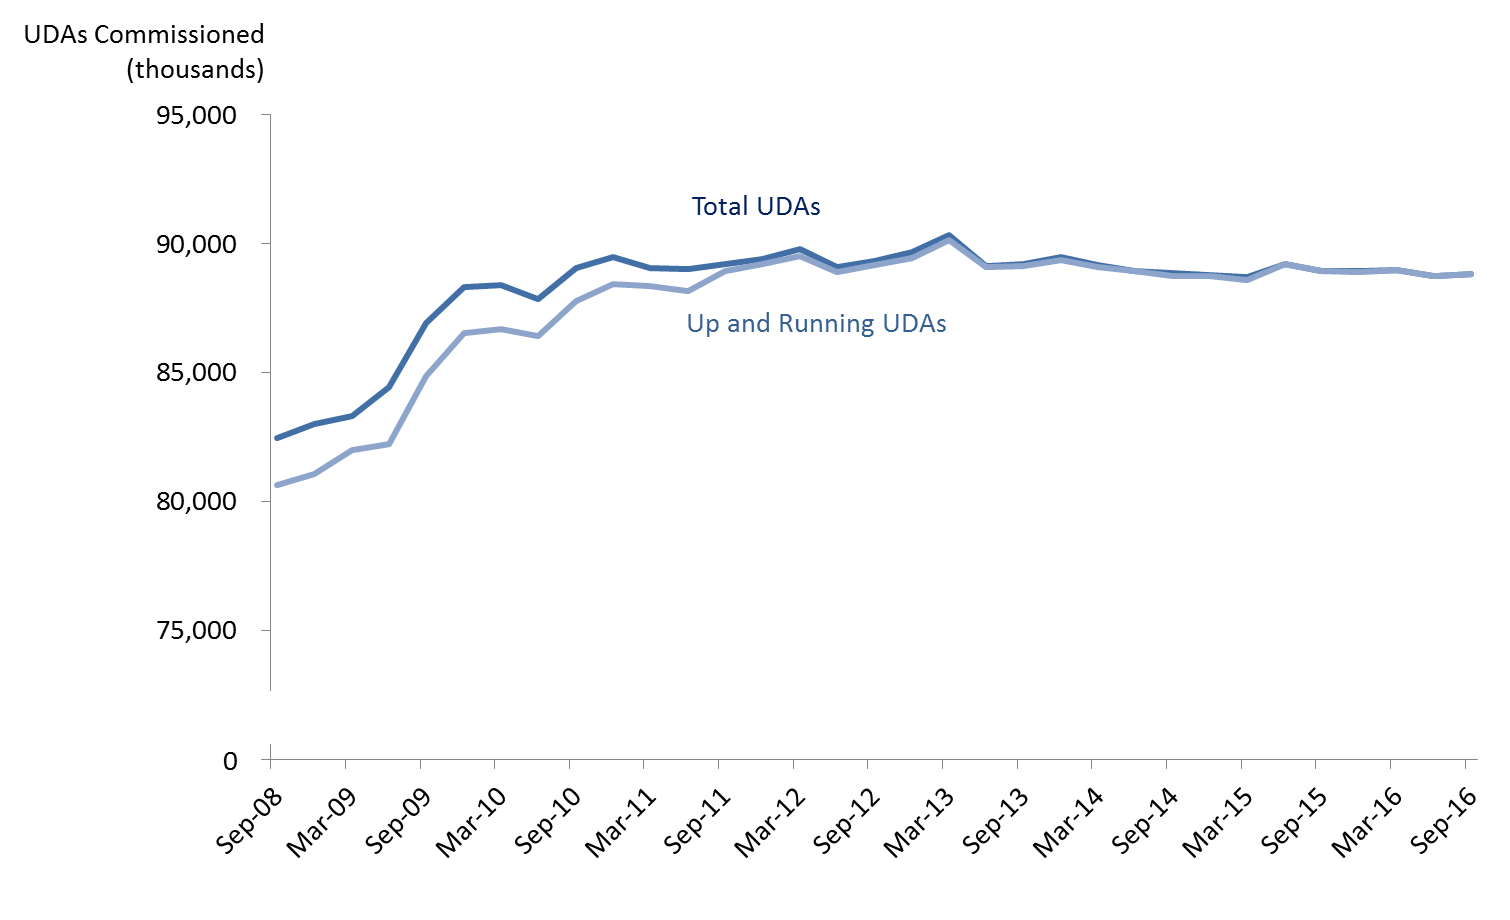 UDAs Commissioned
(thousands)
95,000
90,000
85,000
80,000
75,000
0
Total UDAs
Up and Running UDAs
Sep-08
Mar-09
Sep-09
Mar-10
Sep-10
Mar-11
Sep-11
Mar-12
Sep-12
Mar-13
Sep-13
Mar-14
Sep-14
Mar-15
Sep-15
Mar-16
Sep-16